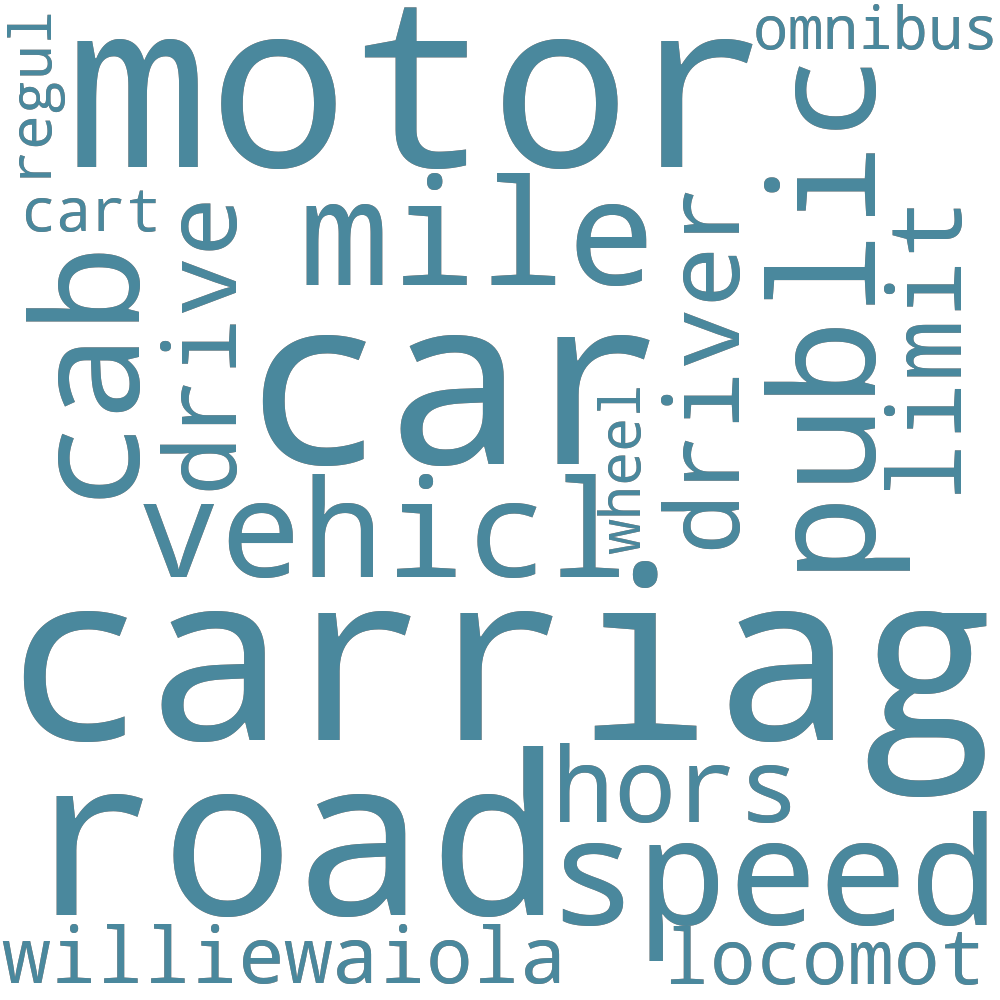 motor
omnibus
regul
cart
mile
public
cab
drive
driver
limit
car
wheel
vehicl
carriag
road
hors
speed
williewaiola
locomot